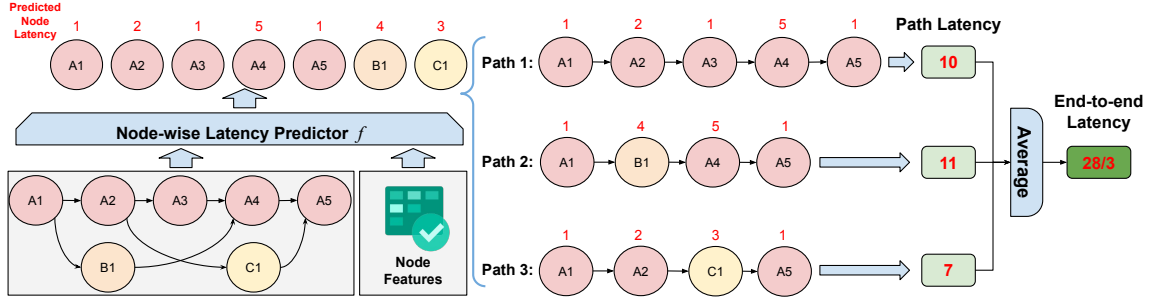 Predicted
Node
Latency
1 2 1 5 1 4 3
A1 A2 A3 A4 A5 B1 C1
Node-wise Latency Predictor f
A1 A2 A3 A4 A5
B1 C1
Node
Features
1 2 1 5 1
Path 1: A1 A2 A3 A4 A5
1 4 5 1
Path 2: A1 B1 A4 A5
1 2 3 1
Path 3: A1 A2 C1 A5
Path Latency
10
11
7
Average
End-to-end
Latency
28/3